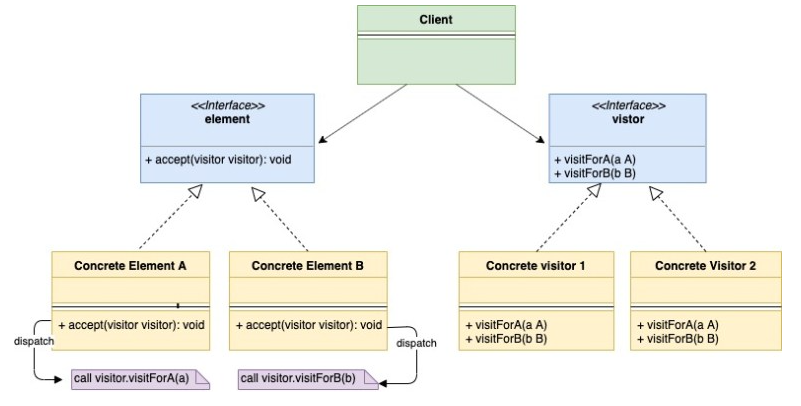 Client
<<Interface>>
element
+ accept(visitor visitor): void
<<Interface>>
vistor
+ visitForA(a A)
+ visitForB(b B)
Concrete Element A
+ accept(visitor visitor): void
Concrete Element B
+ accept(visitor visitor): void
Concrete visitor 1
+ visitForA(a A)
+ visitForB(b B)
Concrete Visitor 2
+ visitForA(a A)
+ visitForB(b B)
dispatch
call visitor.visitForA(a)
dispatch
call visitor.visitForB(b)